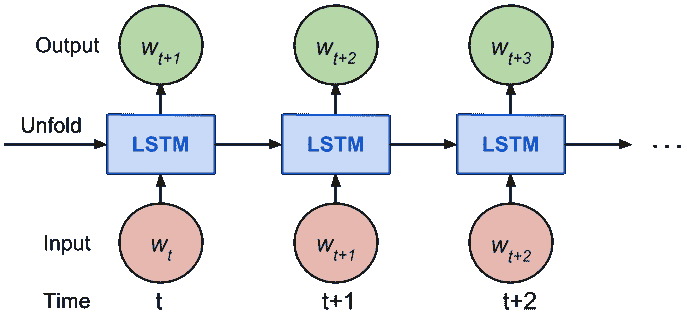 Output w_{t+1} w_{t+2} w_{t+3}
Unfold LSTM LSTM LSTM ...
Input w_t w_{t+1} w_{t+2}
Time t t+1 t+2